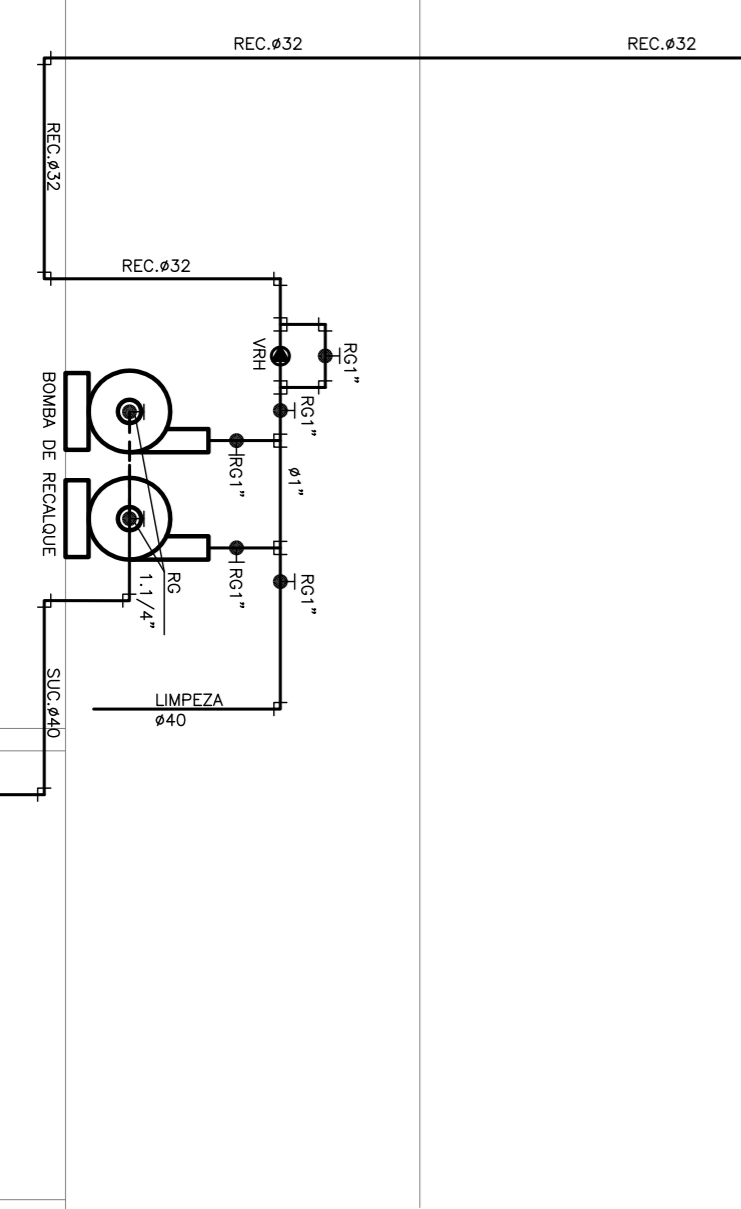 REC.ø32
REC.ø32
REC.ø32
REC.ø32
VRH
RG1"
RG1"
BOMBA DE RECALQUE
RG1"
ø1"
RG
1.1/4"
RG1"
RG1"
SUC.ø40
LIMPEZA
ø40